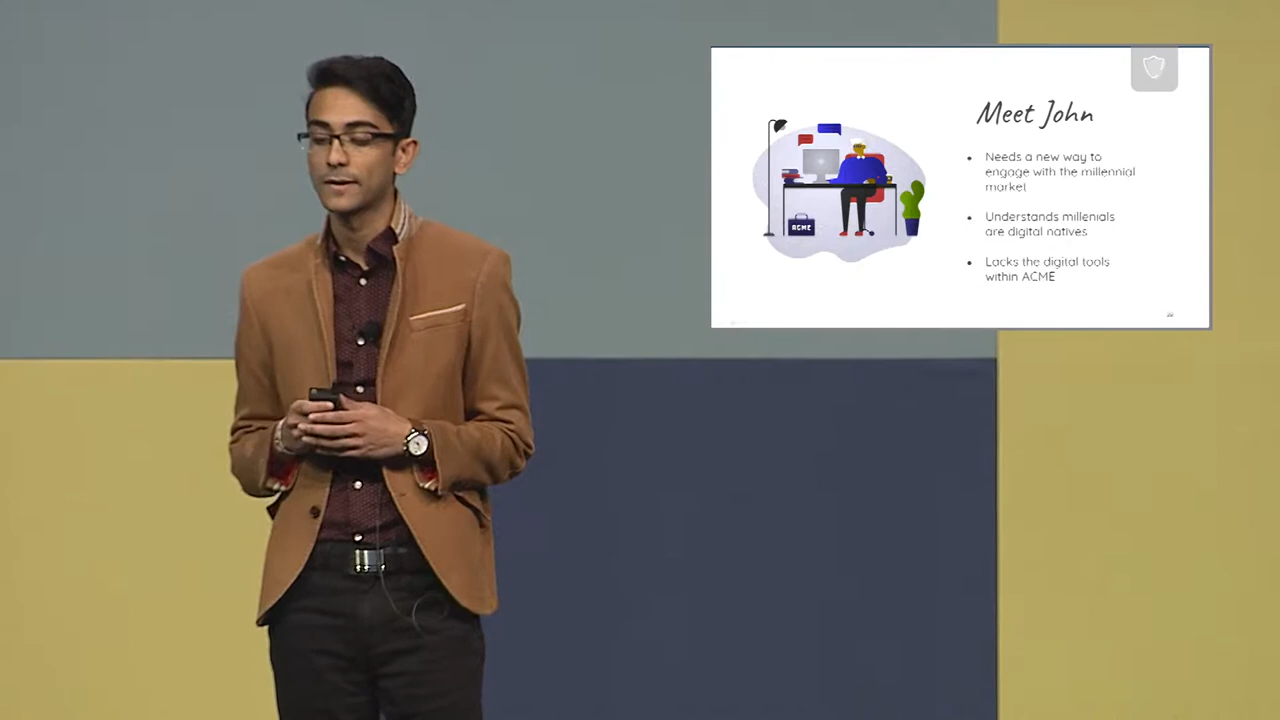 Meet John
Needs a new way to
engage with the millennial
market
Understands millenials
are digital natives
Lacks the digital tools
within ACME
ACME